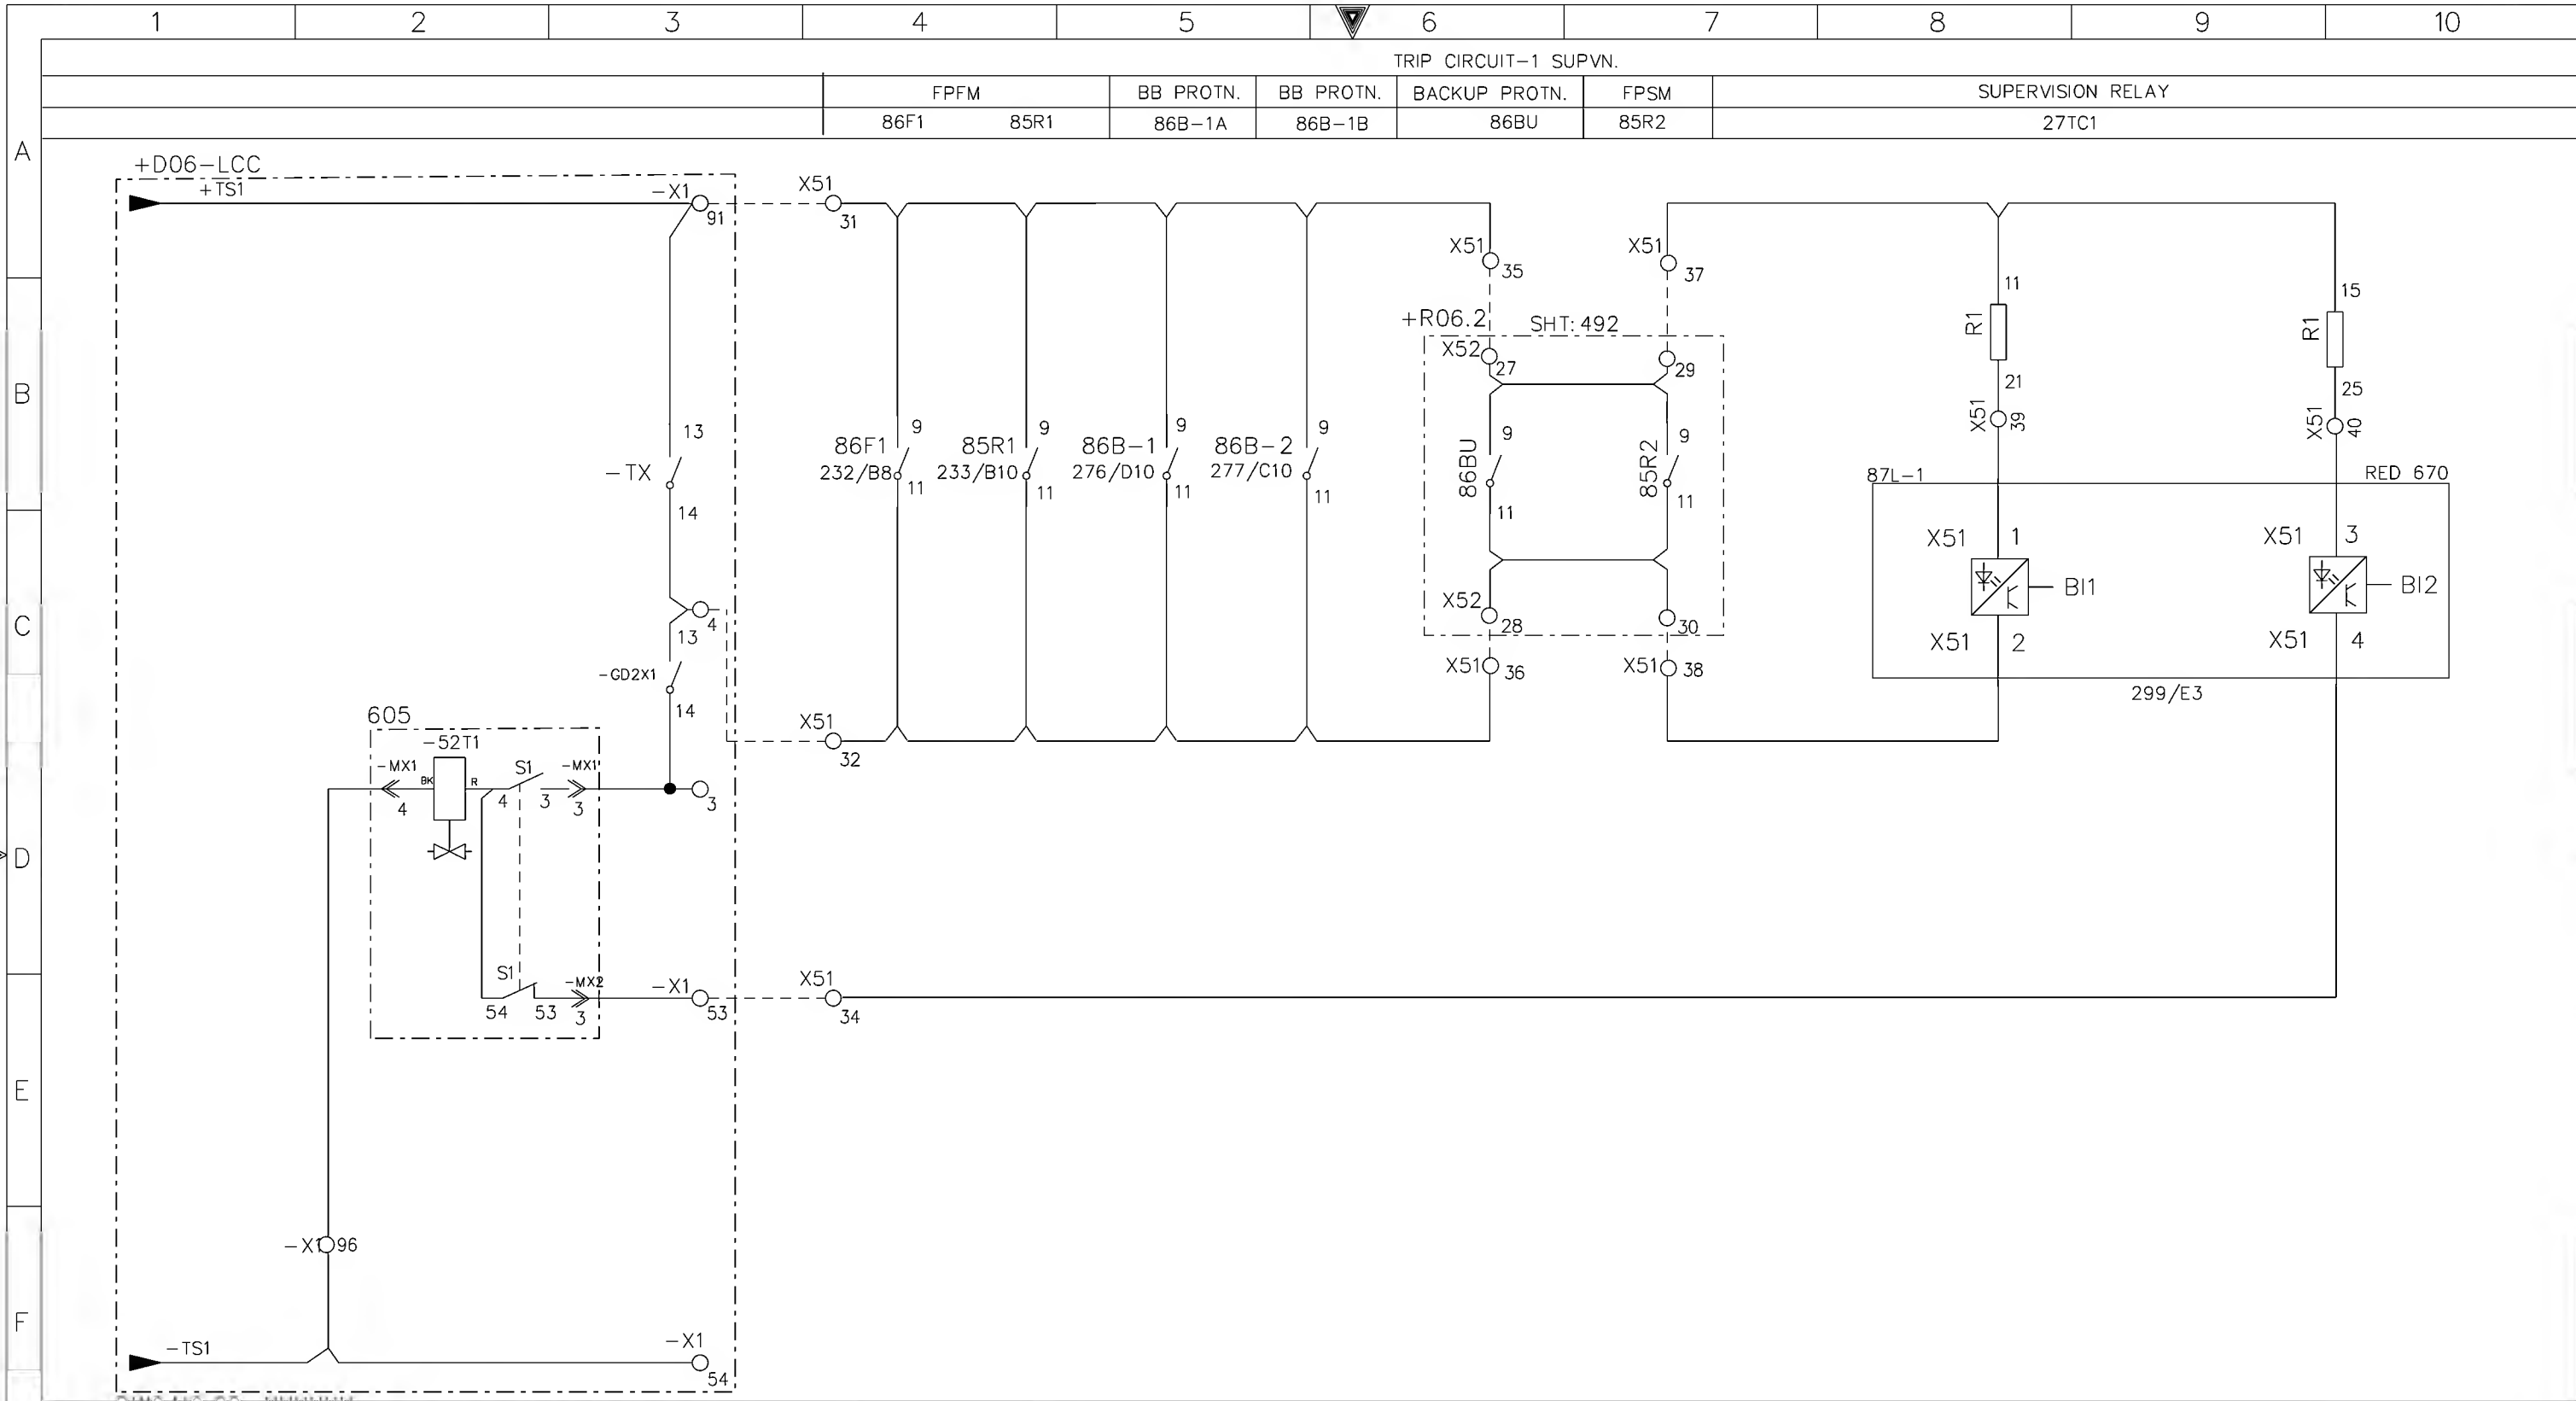 1 2 3 4 5 6 7 8 9 10
TRIP CIRCUIT-1 SUPVN.
FPFM BB PROTN. BB PROTN. BACKUP PROTN. FPSM SUPERVISION RELAY
86F1 85R1 86B-1A 86B-1B 86BU 85R2 27TC1
A
+D06-LCC
+TS1 -X1 X51
91 31
X51 X51
35 37
11 15
+R06.2 SHT:492
R1 R1
X52
27 29
B
21 25
X51 39 X51 40
13 9 9 9 9 9 9
86F1 85R1 86B-1 86B-2 86BU 85R2
-TX 232/B8 233/B10 276/D10 277/C10
87L-1 RED 670
14 11 11 11 11 11 11
X51 1 X51 3
BI1 BI2
C
X52
4 28 30
13
X51 2 X51 4
-GD2X1 X51 36 X51 38
14 299/E3
605 X51
32
-52T1
-MX1 BK R S1 -MX1
4 4 3 3 3
D
S1 -MX2 -X1 X51
54 53 3 53 34
E
-X1 96
F
-TS1 -X1
54